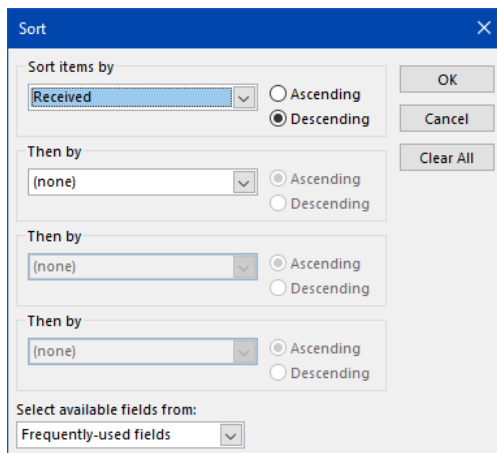 Sort
Sort items by
Received
Ascending
Descending
OK
Cancel
Clear All
Then by
(none)
Ascending
Descending
Then by
(none)
Ascending
Descending
Then by
(none)
Ascending
Descending
Select available fields from:
Frequently-used fields